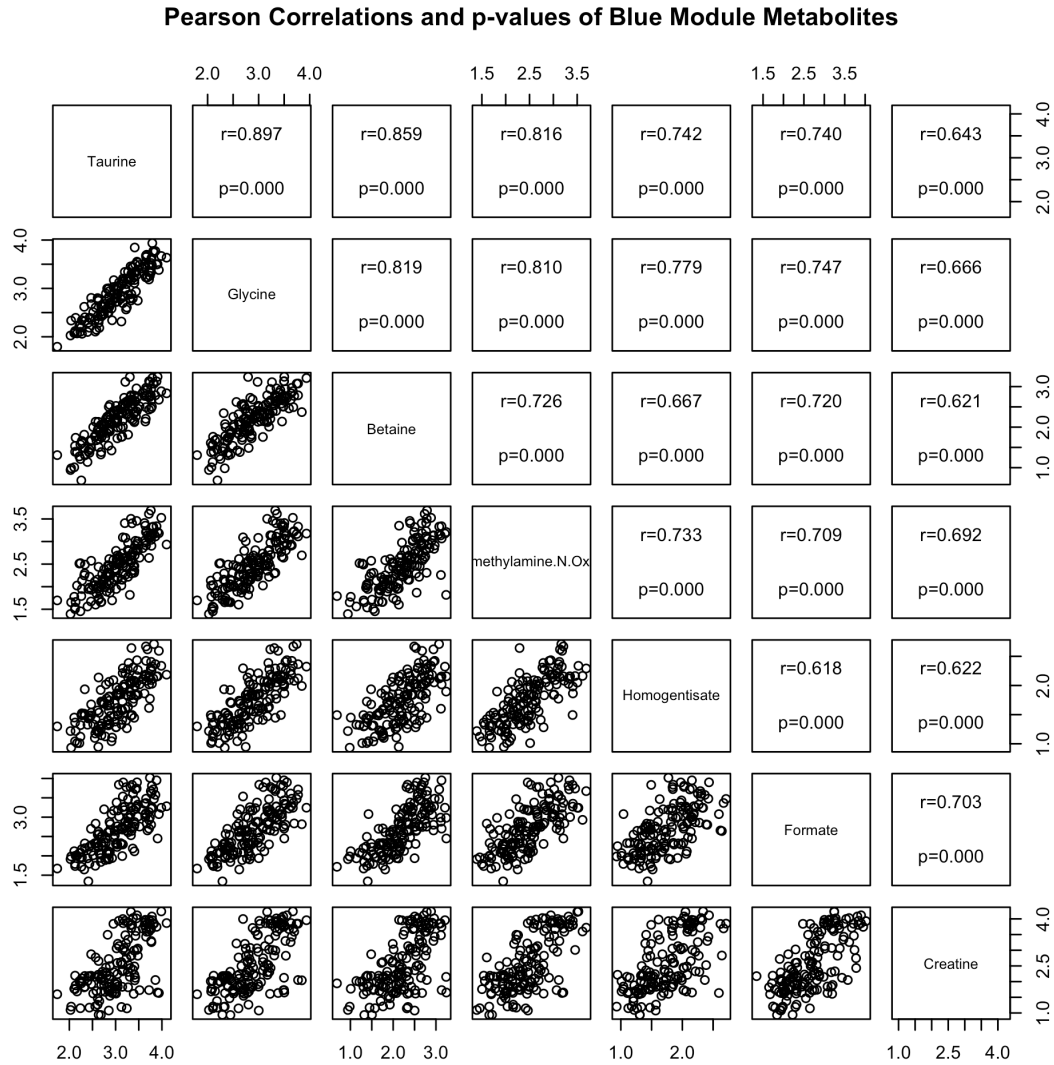 Pearson Correlations and p-values of Blue Module Metabolites
2.0 3.0 4.0 1.5 2.5 3.5 1.5 2.5 3.5
Taurine r=0.897 r=0.859 r=0.816 r=0.742 r=0.740 r=0.643
p=0.000 p=0.000 p=0.000 p=0.000 p=0.000 p=0.000
2.0 3.0 4.0
2.0 3.0 4.0
Glycine r=0.819 r=0.810 r=0.779 r=0.747 r=0.666
p=0.000 p=0.000 p=0.000 p=0.000 p=0.000
Betaine r=0.726 r=0.667 r=0.720 r=0.621
p=0.000 p=0.000 p=0.000 p=0.000
1.0 2.0 3.0
1.5 2.5 3.5
methylamine.N.Ox r=0.733 r=0.709 r=0.692
p=0.000 p=0.000 p=0.000
Homogentisate r=0.618 r=0.622
p=0.000 p=0.000
1.0 2.0
1.5 3.0
Formate r=0.703
p=0.000
Creatine
1.0 2.5 4.0
2.0 3.0 4.0 1.0 2.0 3.0 1.0 2.0 1.0 2.0 3.0 4.0